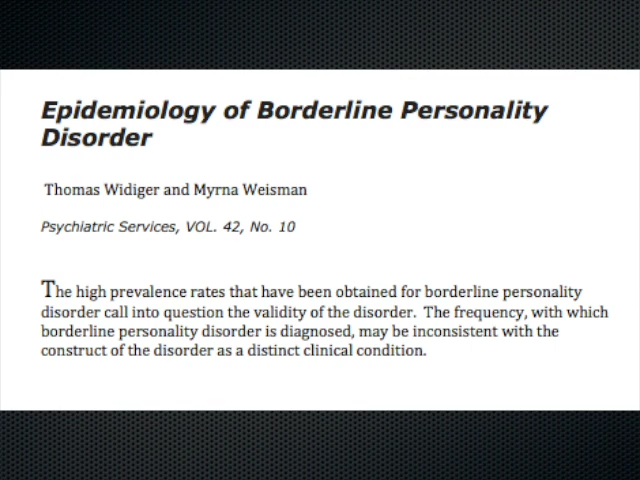 Epidemiology of Borderline Personality
Disorder
Thomas Widiger and Myrna Weisman
Psychiatric Services, VOL. 42, No. 10
The high prevalence rates that have been obtained for borderline personality
disorder call into question the validity of the disorder.  The frequency, with which
borderline personality disorder is diagnosed, may be inconsistent with the
construct of the disorder as a distinct clinical condition.